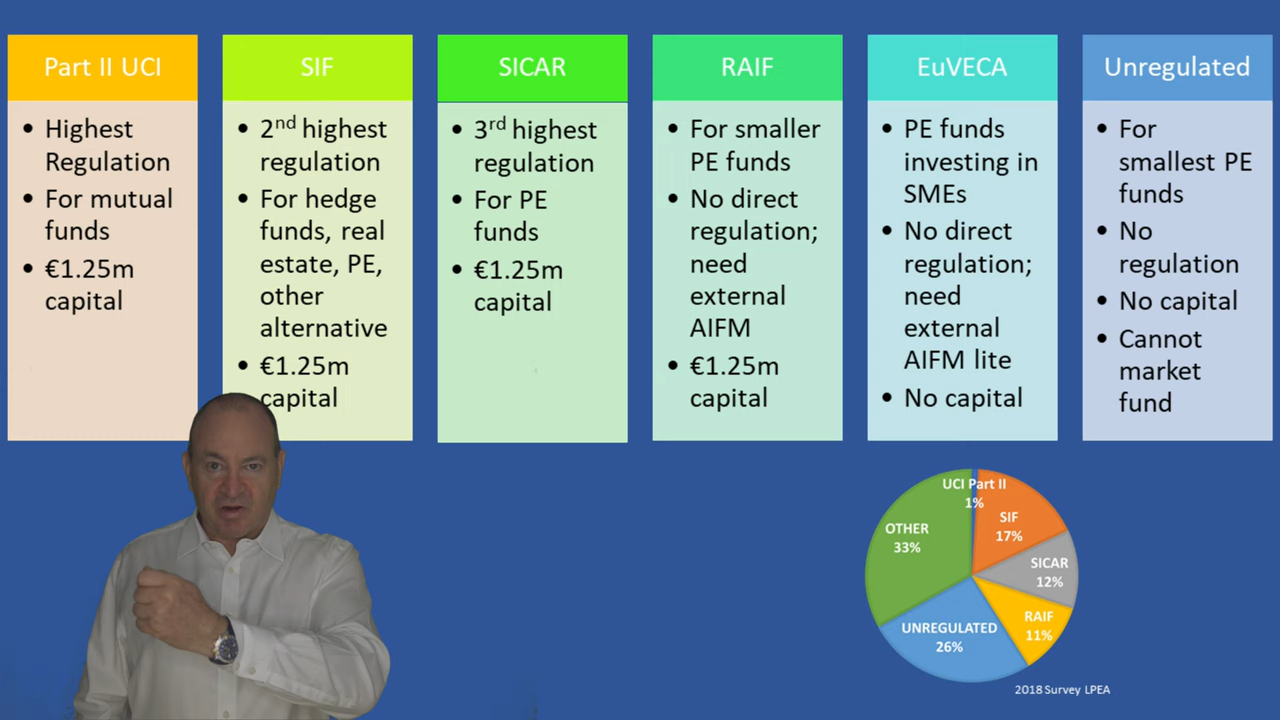 Part II UCI
• Highest
Regulation
• For mutual
funds
• €1.25m
capital
SIF
• 2nd highest
regulation
• For hedge
funds, real
estate, PE,
other
alternative
• €1.25m
capital
SICAR
• 3rd highest
regulation
• For PE
funds
• €1.25m
capital
RAIF
• For smaller
PE funds
• No direct
regulation;
need
external
AIFM
• €1.25m
capital
EuVECA
• PE funds
investing in
SMEs
• No direct
regulation;
need
external
AIFM lite
• No capital
Unregulated
• For
smallest PE
funds
• No
regulation
• No capital
• Cannot
market
fund
UCI Part II
1%
SIF
17%
SICAR
12%
RAIF
11%
UNREGULATED
26%
OTHER
33%
2018 Survey LPEA